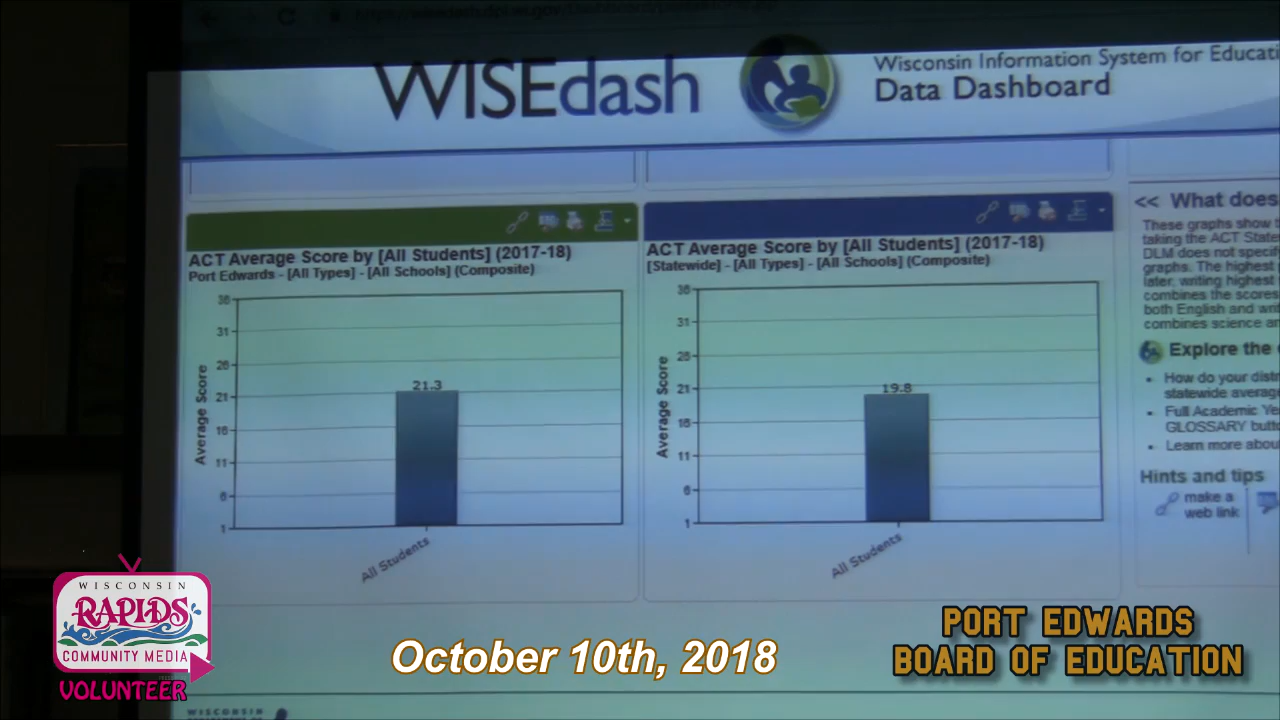 WISEdash
Wisconsin Information System for Educati
Data Dashboard
ACT Average Score by [All Students] (2017-18)
Port Edwards - [All Types] - [All Schools] (Composite)
36
31
26
21
16
11
6
1
Average Score
21.3
All Students
ACT Average Score by [All Students] (2017-18)
[Statewide] - [All Types] - [All Schools] (Composite)
36
31
26
21
16
11
6
1
Average Score
19.8
All Students
<< What does
These graphs show
taking the ACT State
DLM does not specif
graphs. The highest
later, writing highest
combines the scores
both English and writ
combines science an
Explore the
How do your distri
statewide average
Full Academic Ye
GLOSSARY butto
Learn more abou
Hints and tips
make a
web link
WISCONSIN
RAPIDS
COMMUNITY MEDIA
VOLUNTEER
October 10th, 2018
PORT EDWARDS
BOARD OF EDUCATION
WISCONSIN